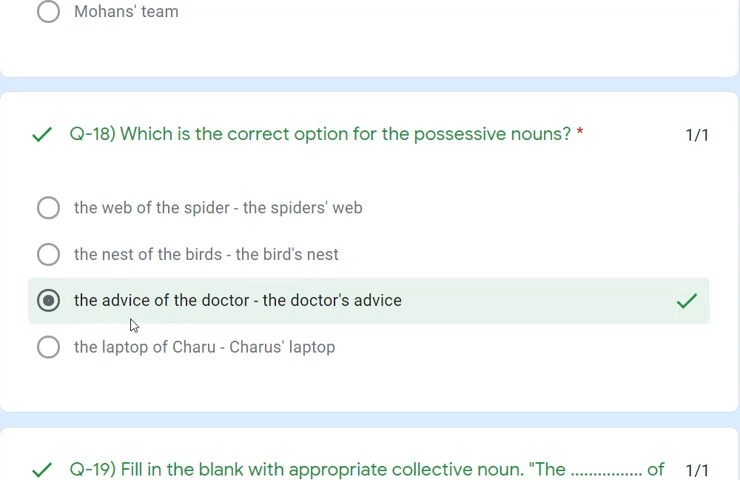 Mohans' team
Q-18) Which is the correct option for the possessive nouns? * 1/1
the web of the spider - the spiders' web
the nest of the birds - the bird's nest
the advice of the doctor - the doctor's advice
the laptop of Charu - Charus' laptop
Q-19) Fill in the blank with appropriate collective noun. "The ............... of 1/1